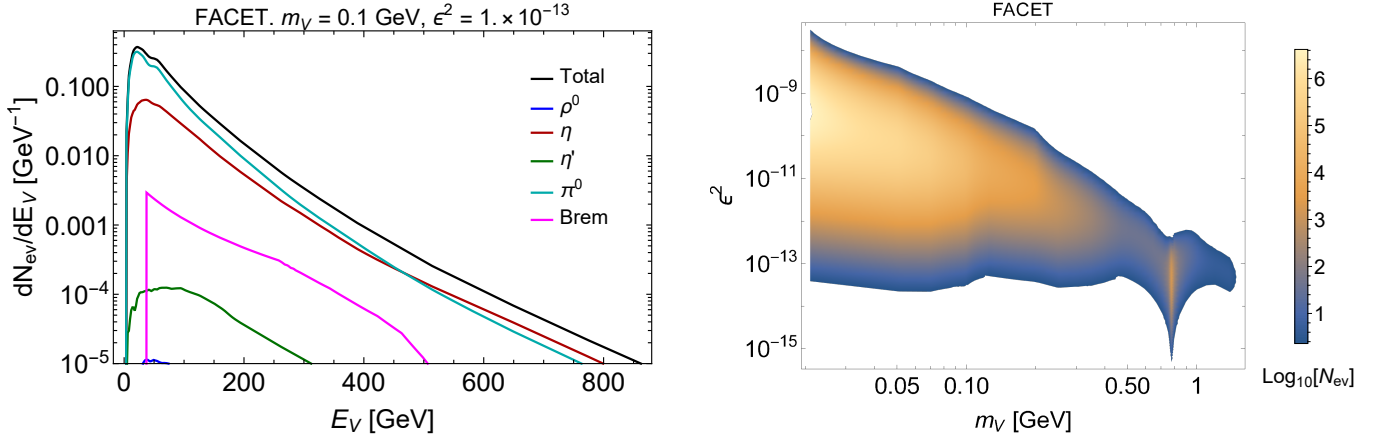 FACET. m_V = 0.1 GeV, ϵ² = 1. × 10⁻¹³
dN_ev/dE_V [GeV⁻¹]
0.100
0.010
0.001
10⁻⁴
10⁻⁵
Total
ρ⁰
η
η'
π⁰
Brem
0 200 400 600 800
E_V [GeV]
FACET
ϵ²
10⁻⁹
10⁻¹¹
10⁻¹³
10⁻¹⁵
0.05 0.10 0.50 1
m_V [GeV]
6
5
4
3
2
1
Log₁₀[N_ev]